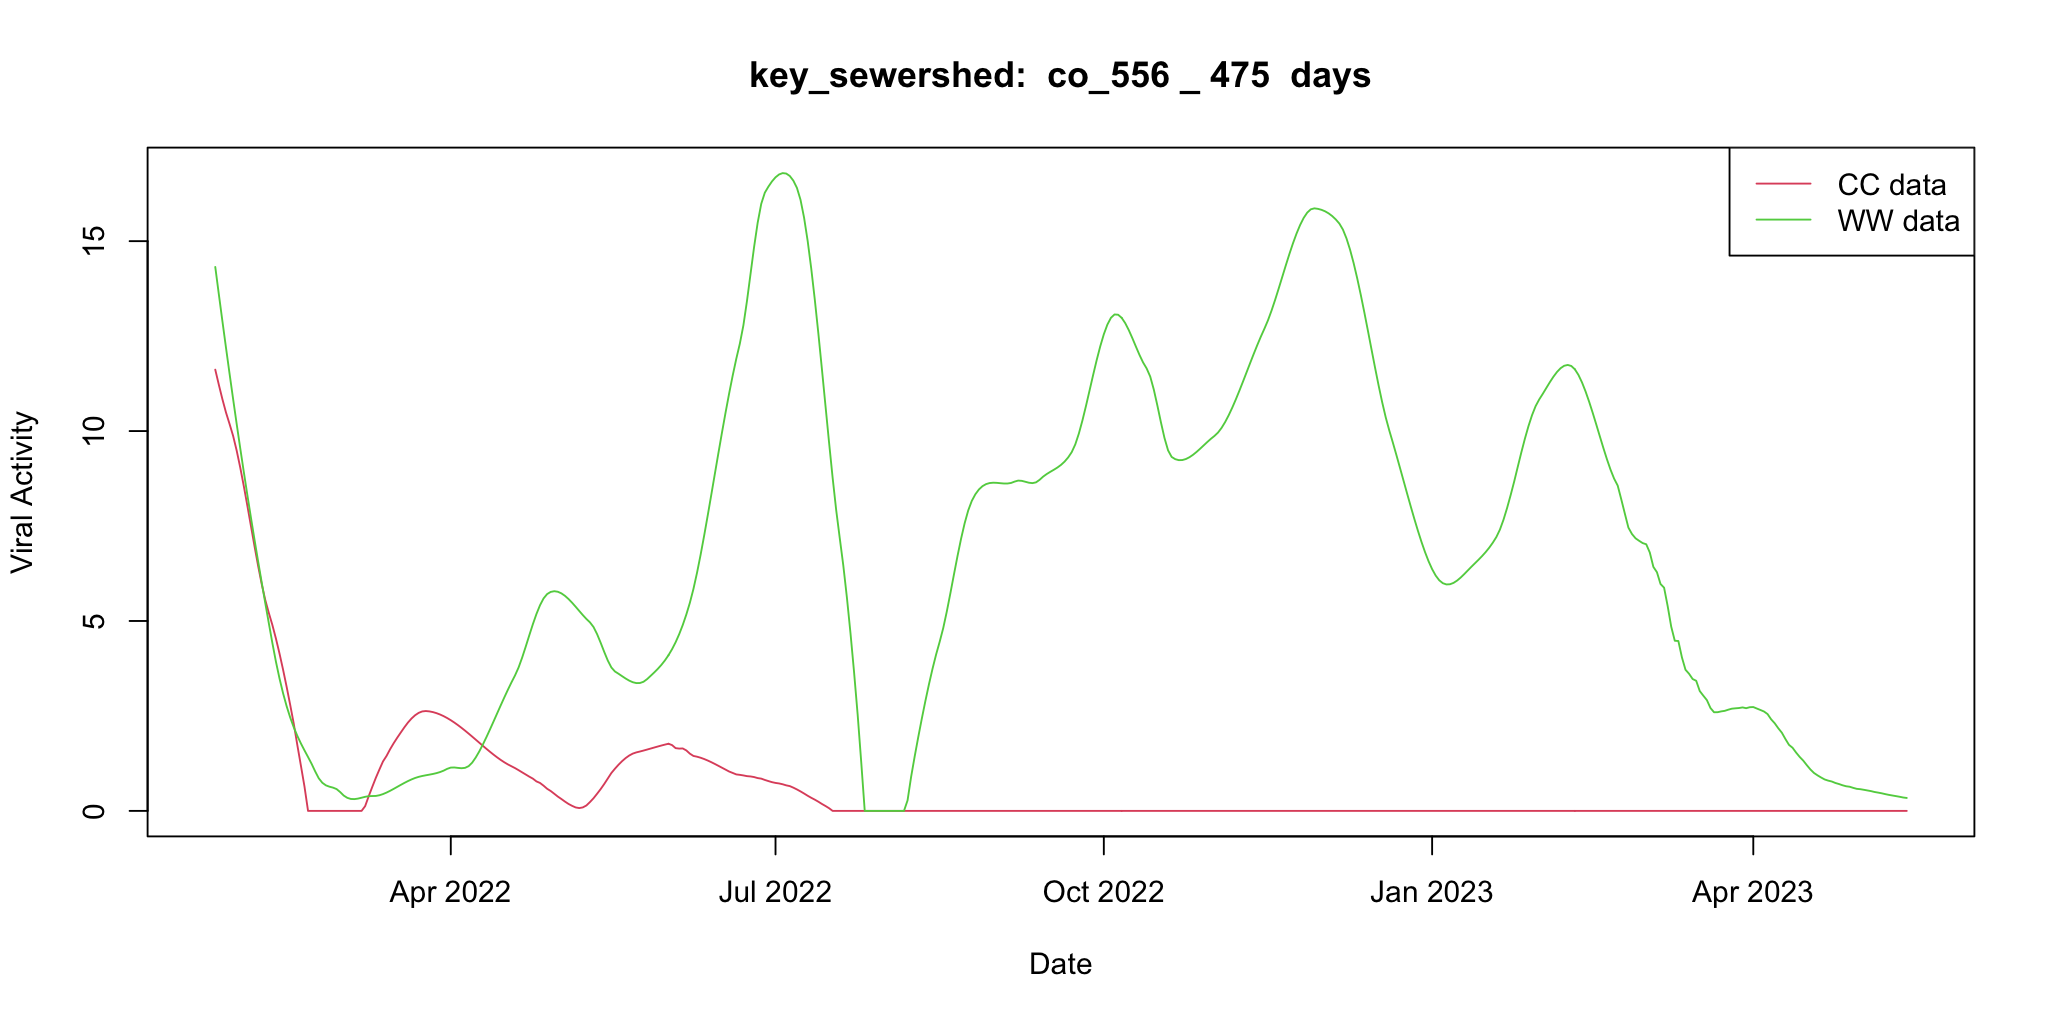 key_sewershed:  co_556 _ 475  days
CC data
WW data
Viral Activity
15
10
5
0
Apr 2022
Jul 2022
Oct 2022
Jan 2023
Apr 2023
Date